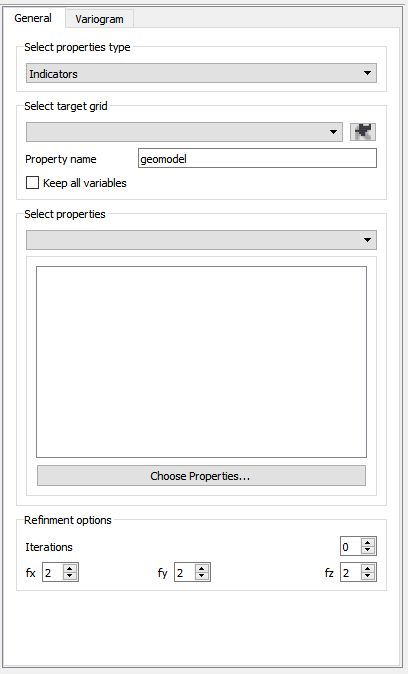 General Variogram
Select properties type
Indicators
Select target grid
Property name geomodel
Keep all variables
Select properties
Choose Properties...
Refinment options
Iterations 0
fx 2 fy 2 fz 2